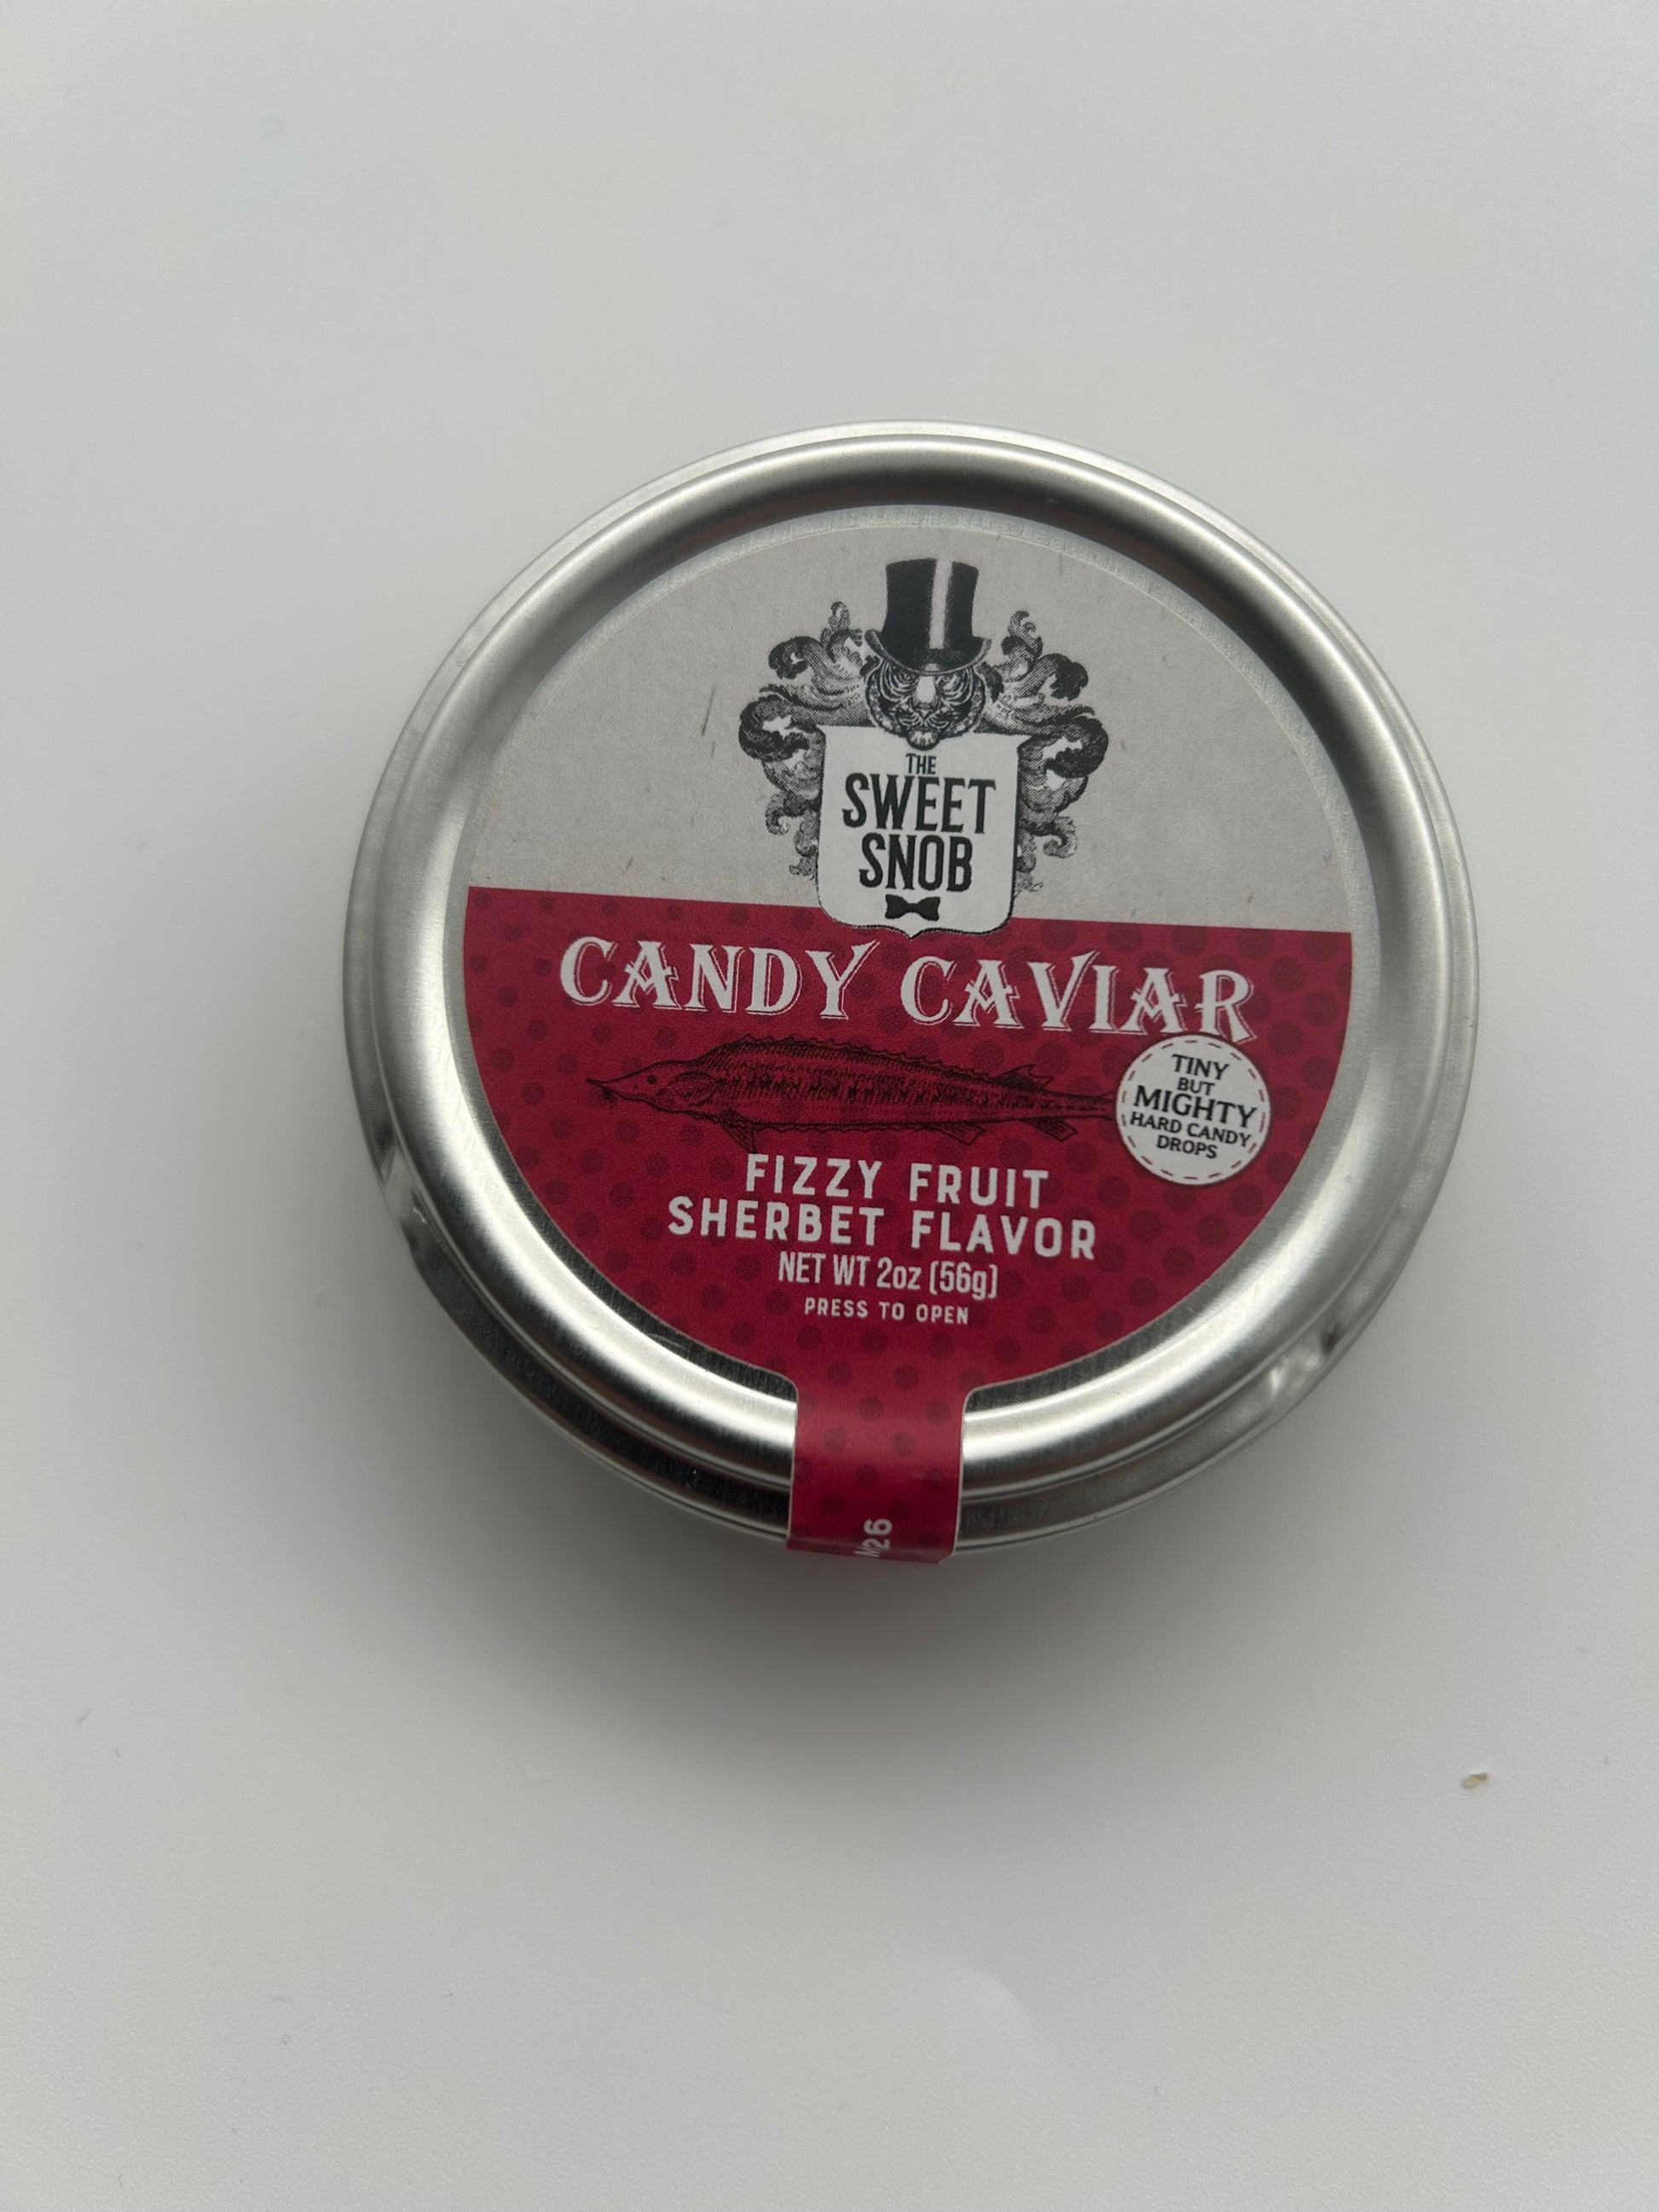 THE
SWEET
SNOB
CANDY CAVIAR
TINY
BUT
MIGHTY
HARD CANDY
DROPS
FIZZY FRUIT
SHERBET FLAVOR
NET WT 2oz (56g)
PRESS TO OPEN
26